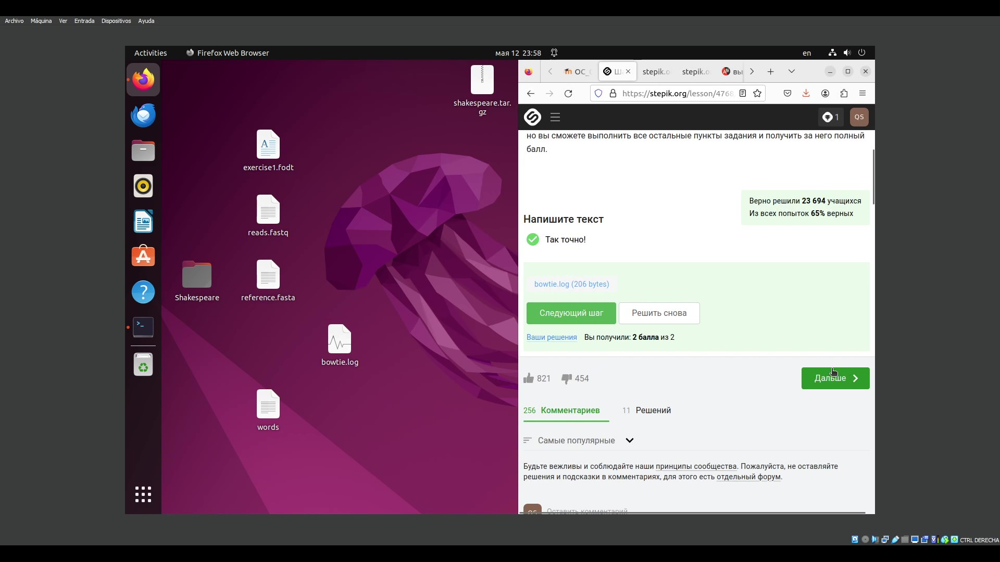 Archivo Máquina Ver Entrada Dispositivos Ayuda
Activities Firefox Web Browser мая 12 23:58 en
shakespeare.tar.
gz
exercise1.fodt
reads.fastq
Shakespeare
reference.fasta
bowtie.log
words
stepik.o stepik.o вы
https://stepik.org/lesson/4768
1 QS
но вы сможете выполнить все остальные пункты задания и получить за него полный
балл.
Верно решили 23 694 учащихся
Из всех попыток 65% верных
Напишите текст
Так точно!
bowtie.log (206 bytes)
Следующий шаг Решить снова
Ваши решения Вы получили: 2 балла из 2
821 454 Дальше
256 Комментариев 11 Решений
Самые популярные
Будьте вежливы и соблюдайте наши принципы сообщества. Пожалуйста, не оставляйте
решения и подсказки в комментариях, для этого есть отдельный форум.
QS Оставить комментарий
CTRL DERECHA